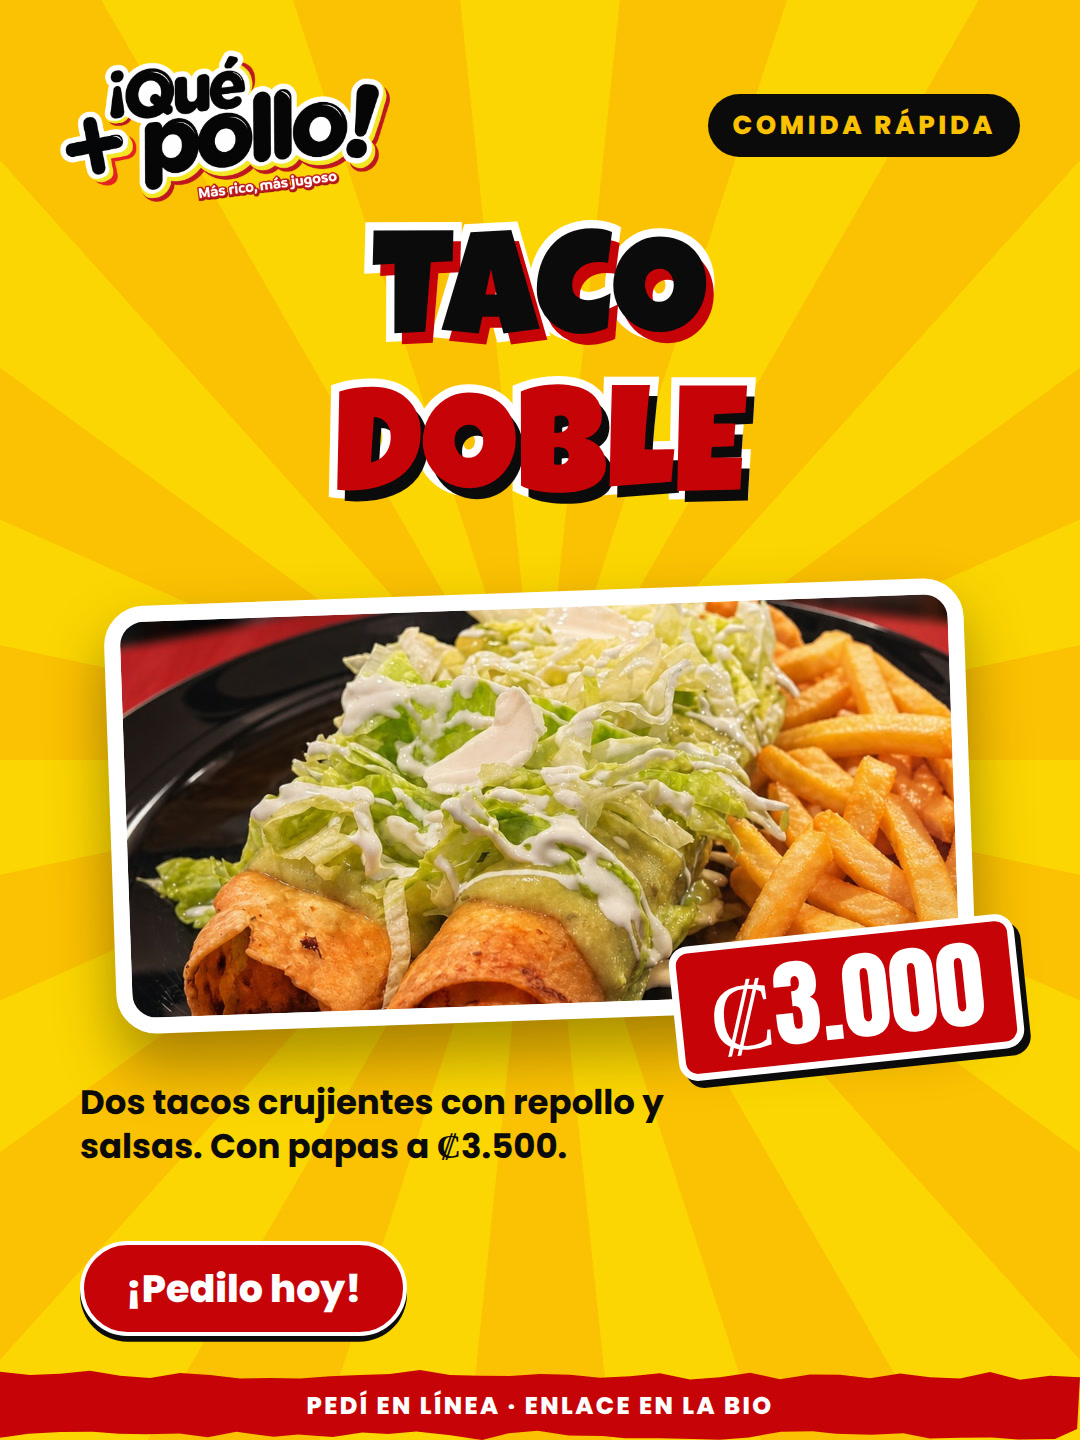 ¡Qué
+ pollo!
Más rico, más jugoso
COMIDA RÁPIDA
TACO
DOBLE
₡3.000
Dos tacos crujientes con repollo y
salsas. Con papas a ₡3.500.
¡Pedilo hoy!
PEDÍ EN LÍNEA · ENLACE EN LA BIO